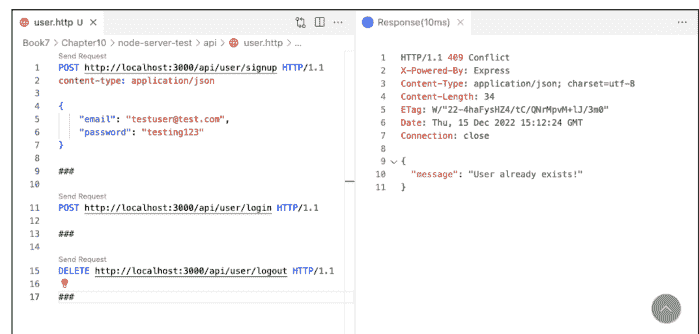 user.http U ×
Book7 > Chapter10 > node-server-test > api > user.http > ...
Send Request
1 POST http://localhost:3000/api/user/signup HTTP/1.1
2 content-type: application/json
3
4 {
5 "email": "testuser@test.com",
6 "password": "testing123"
7 }
8
9 ###
10
Send Request
11 POST http://localhost:3000/api/user/login HTTP/1.1
12
13 ###
14
Send Request
15 DELETE http://localhost:3000/api/user/logout HTTP/1.1
16
17 ###
Response(10ms) ×
1 HTTP/1.1 409 Conflict
2 X-Powered-By: Express
3 Content-Type: application/json; charset=utf-8
4 Content-Length: 34
5 ETag: W/"22-4haFysHZ4/tC/QNrMpvM+lJ/3m0"
6 Date: Thu, 15 Dec 2022 15:12:24 GMT
7 Connection: close
8
9 {
10 "message": "User already exists!"
11 }